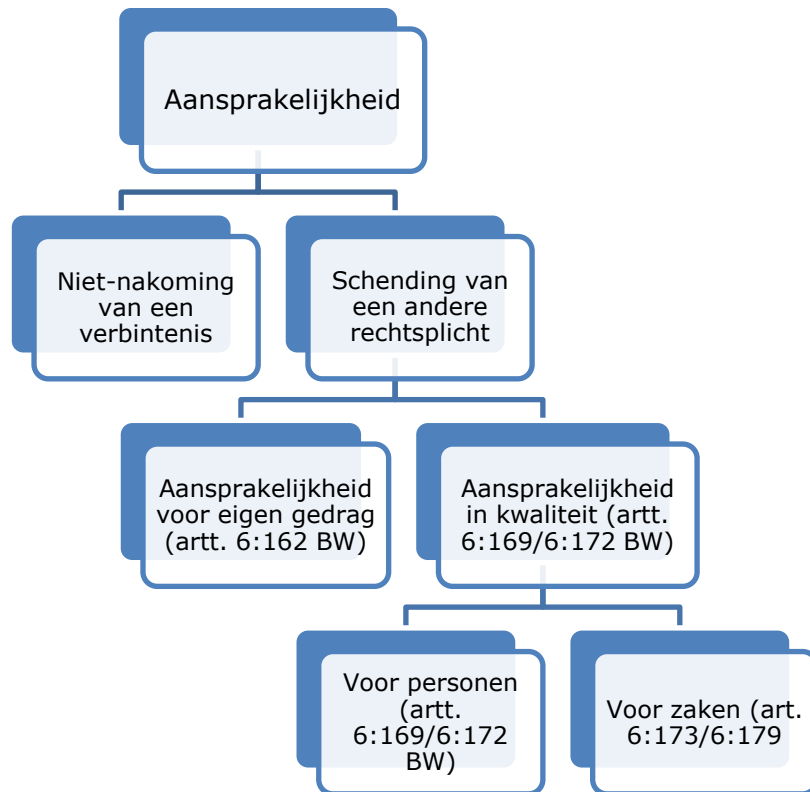 Aansprakelijkheid
Niet-nakoming
van een
verbintenis
Schending van
een andere
rechtsplicht
Aansprakelijkheid
voor eigen gedrag
(artt. 6:162 BW)
Aansprakelijkheid
in kwaliteit (artt.
6:169/6:172 BW)
Voor personen
(artt.
6:169/6:172
BW)
Voor zaken (art.
6:173/6:179